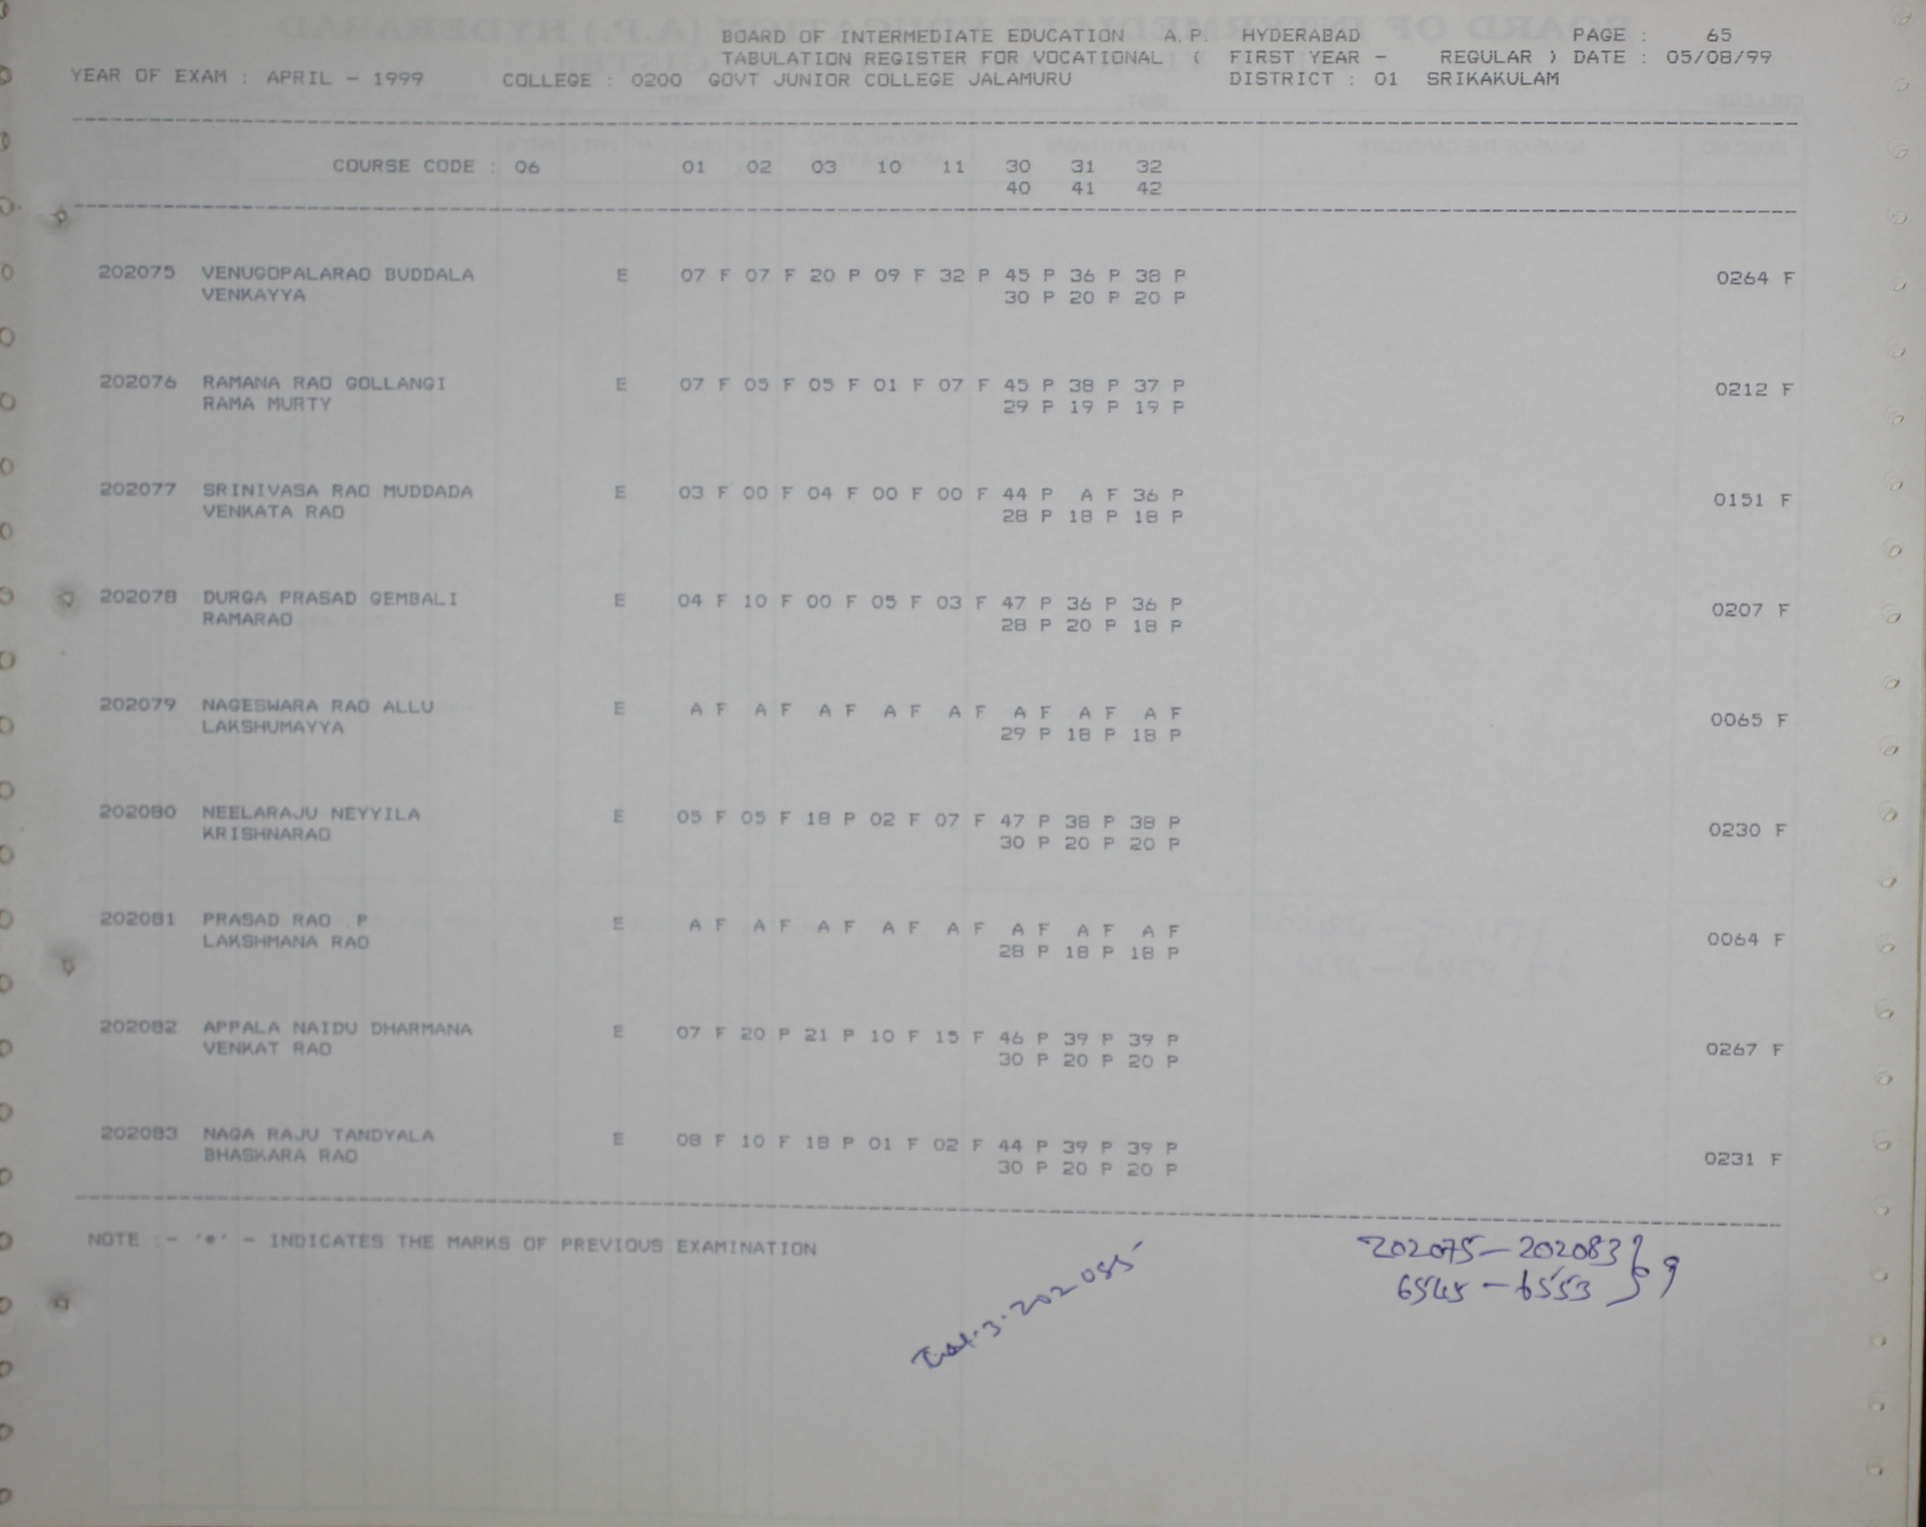 BOARD OF INTERMEDIATE EDUCATION A.P. HYDERABAD PAGE : 65
TABULATION REGISTER FOR VOCATIONAL ( FIRST YEAR - REGULAR ) DATE : 05/08/99
YEAR OF EXAM : APRIL - 1999 COLLEGE : 0200 GOVT JUNIOR COLLEGE JALAMURU DISTRICT : 01 SRIKAKULAM
COURSE CODE : 06 01 02 03 10 11 30 31 32
40 41 42
202075 VENUGOPALARAO BUDDALA E 07 F 07 F 20 P 09 F 32 P 45 P 36 P 38 P 0264 F
VENKAYYA 30 P 20 P 20 P
202076 RAMANA RAO GOLLANGI E 07 F 05 F 05 F 01 F 07 F 45 P 38 P 37 P 0212 F
RAMA MURTY 29 P 19 P 19 P
202077 SRINIVASA RAO MUDDADA E 03 F 00 F 04 F 00 F 00 F 44 P A F 36 P 0151 F
VENKATA RAO 28 P 18 P 18 P
202078 DURGA PRASAD GEMBALI E 04 F 10 F 00 F 05 F 03 F 47 P 36 P 36 P 0207 F
RAMARAO 28 P 20 P 18 P
202079 NAGESWARA RAO ALLU E A F A F A F A F A F A F A F A F 0065 F
LAKSHUMAYYA 29 P 18 P 18 P
202080 NEELARAJU NEYYILA E 05 F 05 F 18 P 02 F 07 F 47 P 38 P 38 P 0230 F
KRISHNARAO 30 P 20 P 20 P
202081 PRASAD RAO P E A F A F A F A F A F A F A F A F 0064 F
LAKSHMANA RAO 28 P 18 P 18 P
202082 APPALA NAIDU DHARMANA E 07 F 20 P 21 P 10 F 15 F 46 P 39 P 39 P 0267 F
VENKAT RAO 30 P 20 P 20 P
202083 NAGA RAJU TANDYALA E 08 F 10 F 18 P 01 F 02 F 44 P 39 P 39 P 0231 F
BHASKARA RAO 30 P 20 P 20 P
NOTE :- '*' - INDICATES THE MARKS OF PREVIOUS EXAMINATION
202075-202083 } 9
6545-6553
202085